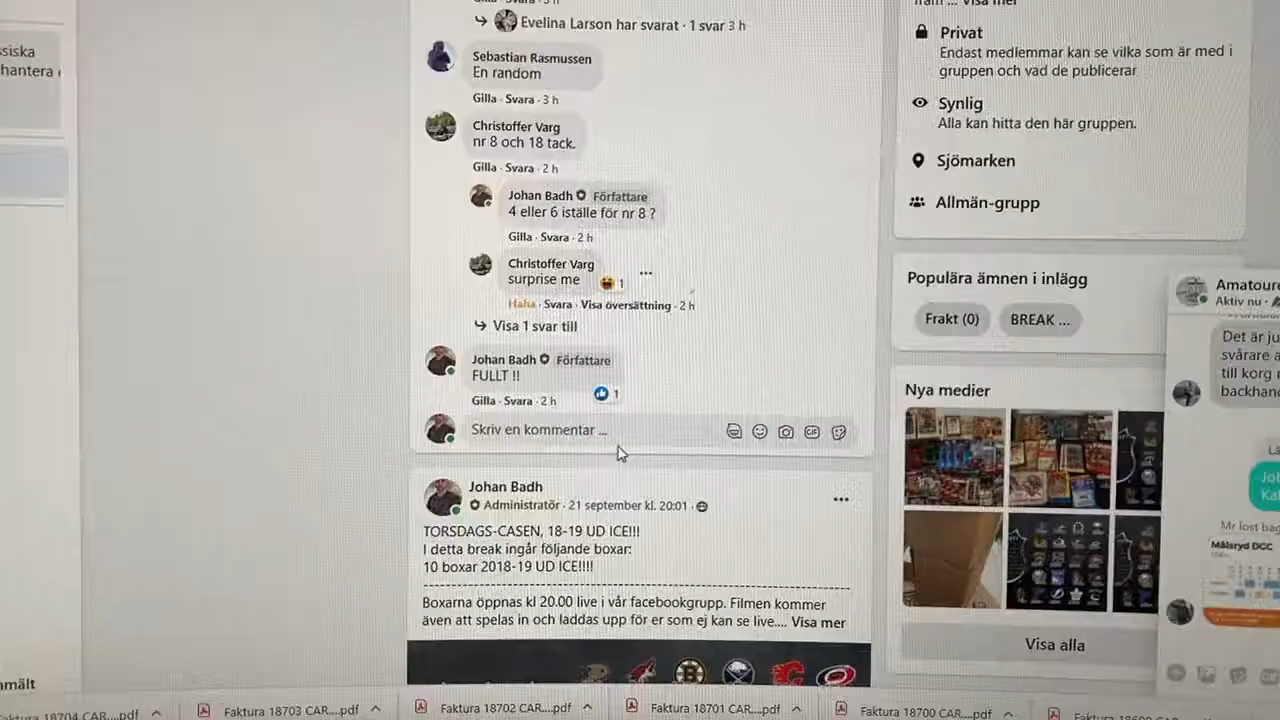 Evelina Larson har svarat · 1 svar 3 h
Sebastian Rasmussen
En random
Gilla · Svara · 3 h
Christoffer Varg
nr 8 och 18 tack.
Gilla · Svara · 2 h
Johan Badh Författare
4 eller 6 iställe för nr 8 ?
Gilla · Svara · 2 h
Christoffer Varg
surprise me
1
Haha · Svara · Visa översättning · 2 h
Visa 1 svar till
Johan Badh Författare
FULLT !!
1
Gilla · Svara · 2 h
Skriv en kommentar ...
GIF
Johan Badh
Administratör · 21 september kl. 20:01 ·
TORSDAGS-CASEN, 18-19 UD ICE!!!
I detta break ingår följande boxar:
10 boxar 2018-19 UD ICE!!!!
Boxarna öppnas kl 20.00 live i vår facebookgrupp. Filmen kommer
även att spelas in och laddas upp för er som ej kan se live.... Visa mer
Privat
Endast medlemmar kan se vilka som är med i
gruppen och vad de publicerar
Synlig
Alla kan hitta den här gruppen.
Sjömarken
Allmän-grupp
Populära ämnen i inlägg
Frakt (0) BREAK ...
Nya medier
Visa alla
Amatoure
Aktiv nu ·
Det är ju
svårare a
till korg
backhand
Mr lost bag
Målsryd DCC
ssiska
hantera
nmält
Faktura 18704 CAR....pdf
Faktura 18703 CAR....pdf
Faktura 18702 CAR....pdf
Faktura 18701 CAR....pdf
Faktura 18700 CAR....pdf